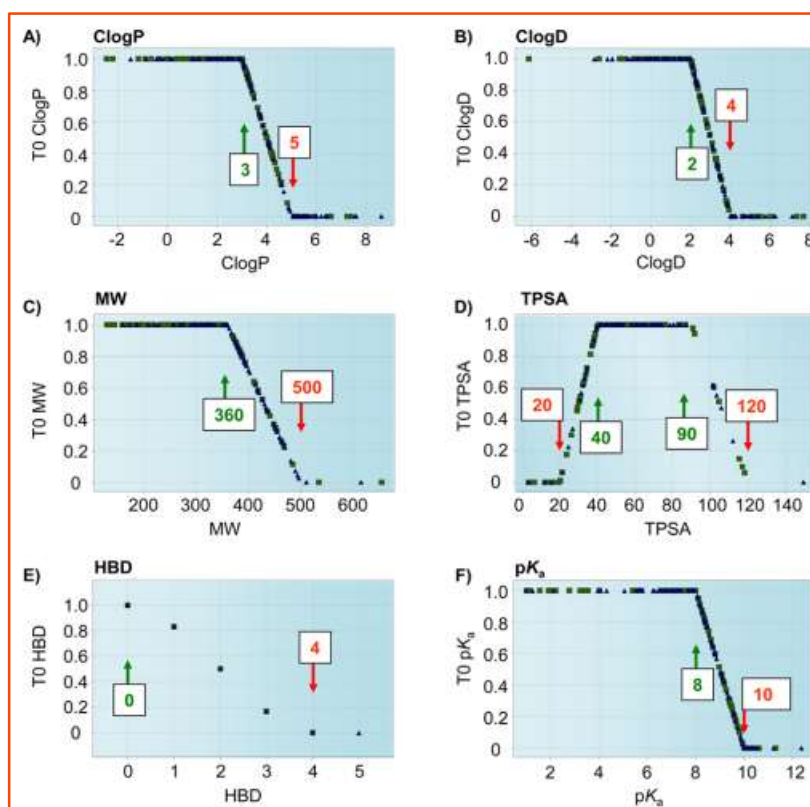 A) ClogP
T0 ClogP
1.0
0.8
0.6
0.4
0.2
0
3
5
-2 0 2 4 6 8
ClogP
B) ClogD
T0 ClogD
1.0
0.8
0.6
0.4
0.2
0
2
4
-6 -4 -2 0 2 4 6 8
ClogD
C) MW
T0 MW
1.0
0.8
0.6
0.4
0.2
0
360
500
200 300 400 500 600
MW
D) TPSA
T0 TPSA
1.0
0.8
0.6
0.4
0.2
0
20
40
90
120
0 20 40 60 80 100 120 140
TPSA
E) HBD
T0 HBD
1.0
0.8
0.6
0.4
0.2
0
0
4
0 1 2 3 4 5
HBD
F) pKa
T0 pKa
1.0
0.8
0.6
0.4
0.2
0
8
10
2 4 6 8 10 12
pKa